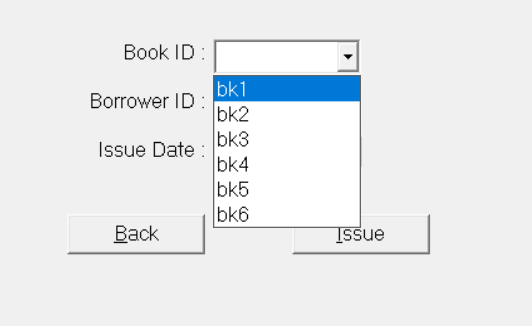 Book ID :
bk1
Borrower ID :
bk2
bk3
Issue Date :
bk4
bk5
bk6
Back
Issue